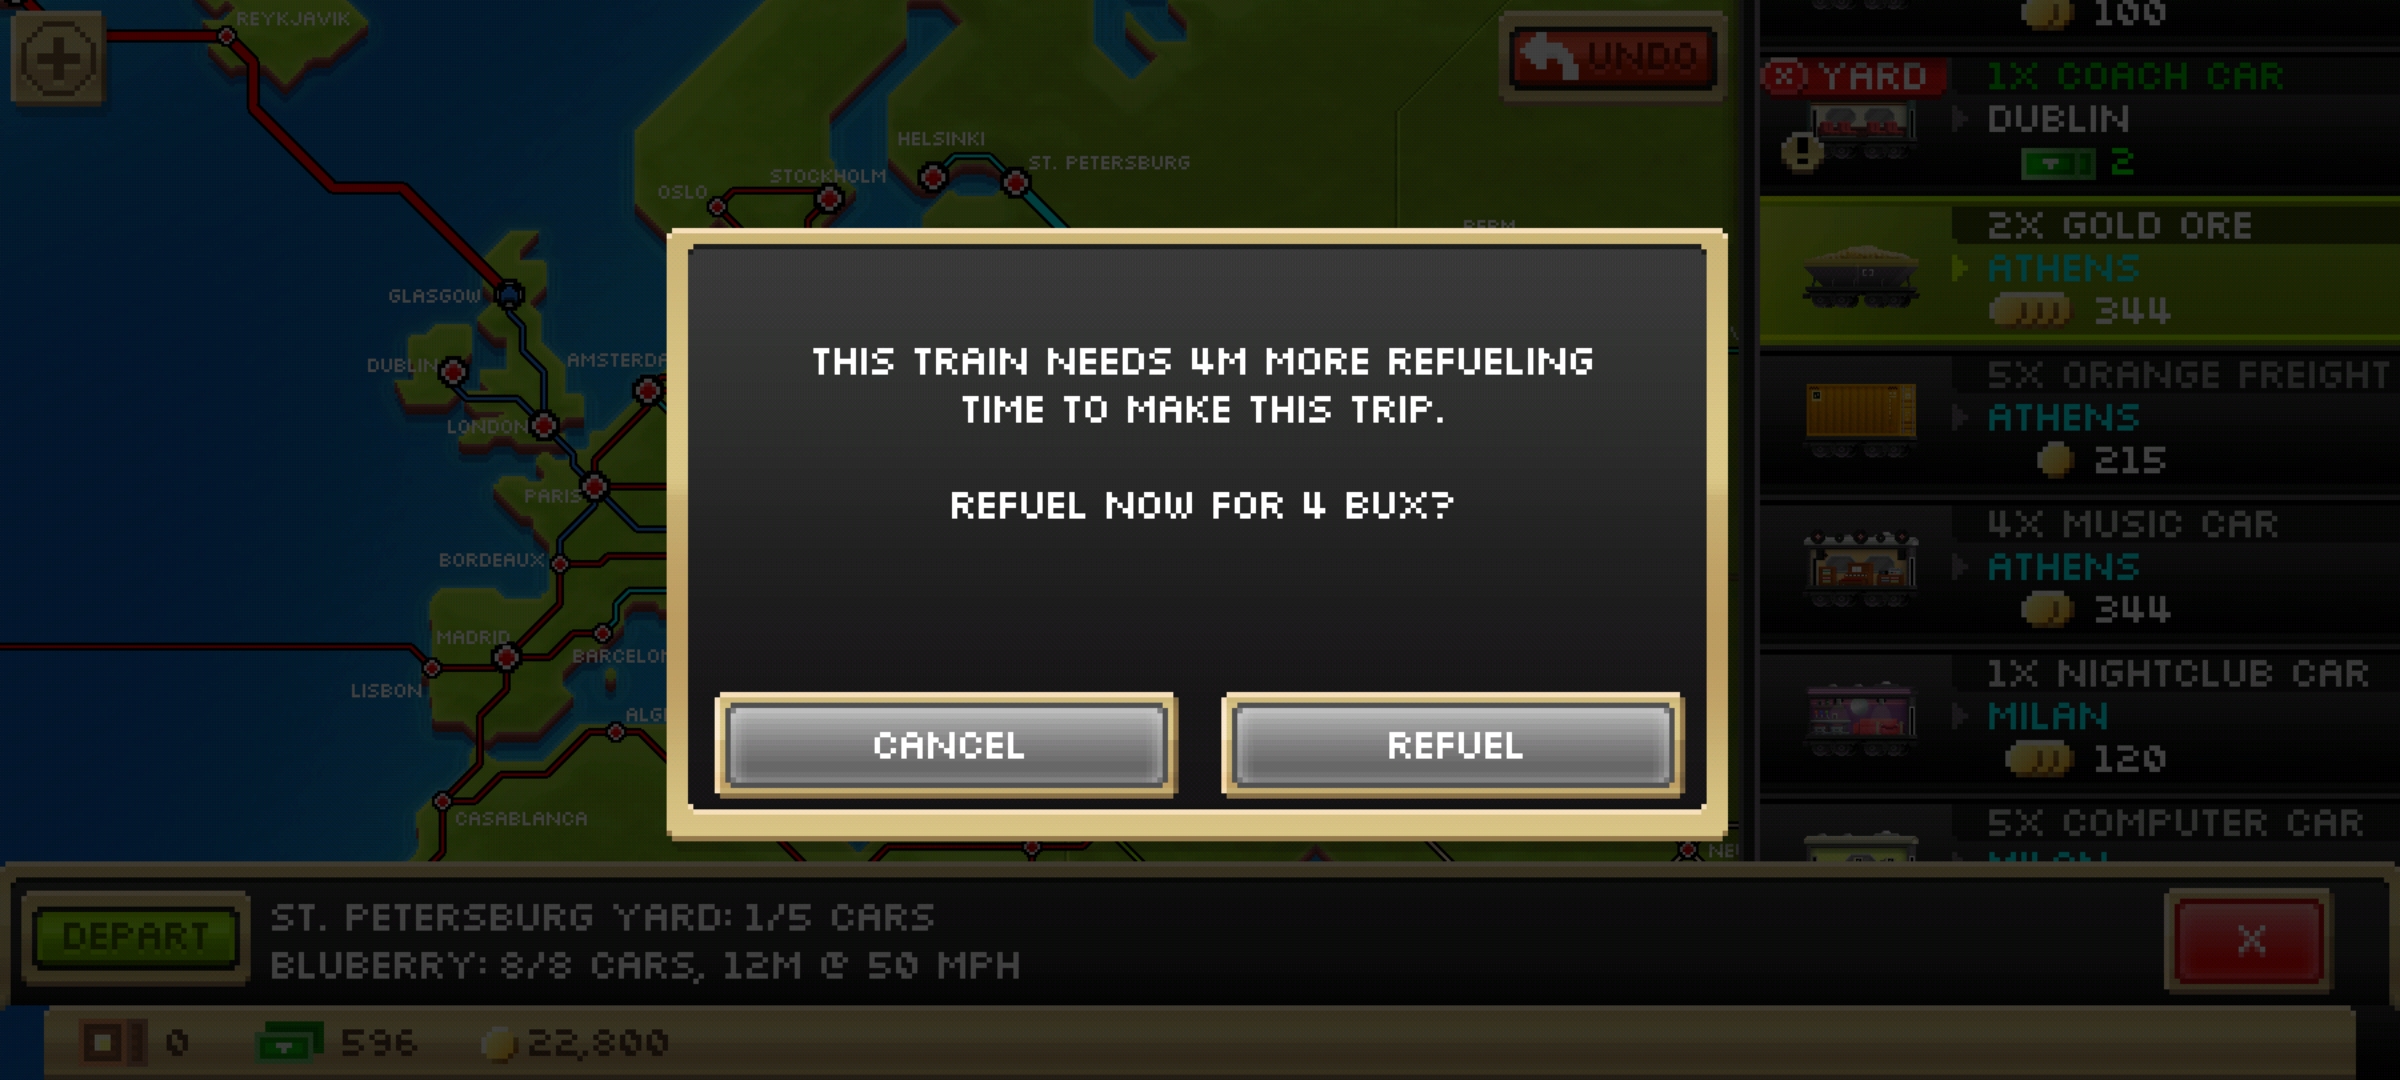 REYKJAVIK
UNDO
100
YARD
1X COACH CAR
DUBLIN
2
HELSINKI
ST. PETERSBURG
STOCKHOLM
OSLO
2X GOLD ORE
ATHENS
344
GLASGOW
DUBLIN
LONDON
PARIS
BORDEAUX
MADRID
LISBON
CASABLANCA
THIS TRAIN NEEDS 4M MORE REFUELING
TIME TO MAKE THIS TRIP.
REFUEL NOW FOR 4 BUX?
CANCEL
REFUEL
5X ORANGE FREIGHT
ATHENS
215
4X MUSIC CAR
ATHENS
344
1X NIGHTCLUB CAR
MILAN
120
5X COMPUTER CAR
MILAN
DEPART
ST. PETERSBURG YARD: 1/5 CARS
BLUBERRY: 8/8 CARS, 12M @ 50 MPH
X
0
596
22,800